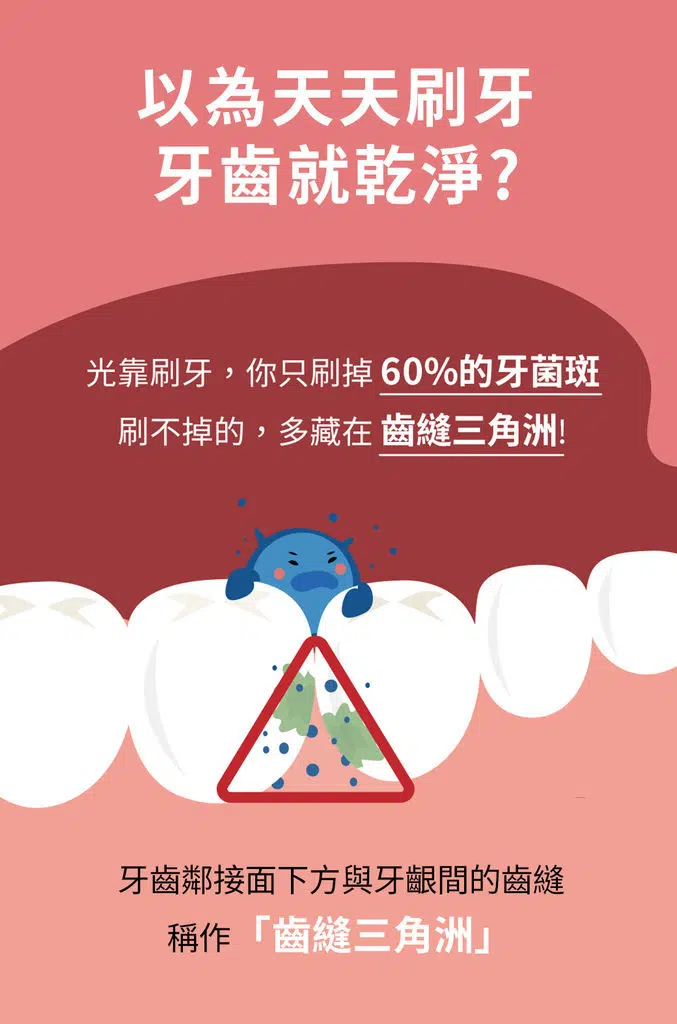 以為天天刷牙
牙齒就乾淨?
光靠刷牙，你只刷掉 60%的牙菌斑
刷不掉的，多藏在 齒縫三角洲!
牙齒鄰接面下方與牙齦間的齒縫
稱作「齒縫三角洲」